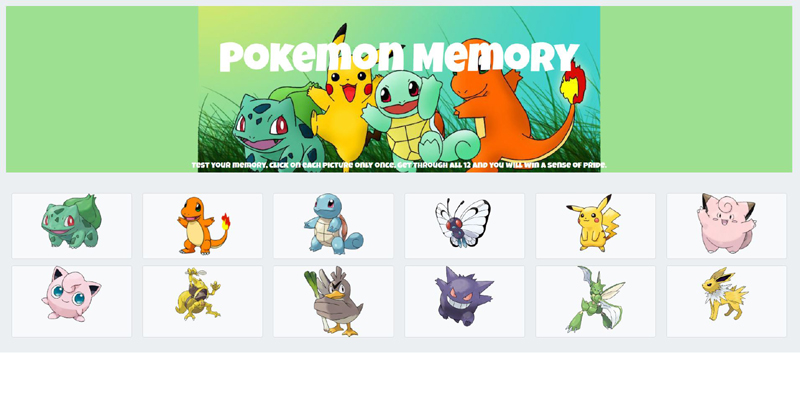 Pokemon Memory
Test your memory. Click on each picture only once. Get through all 12 and you will win a sense of pride.